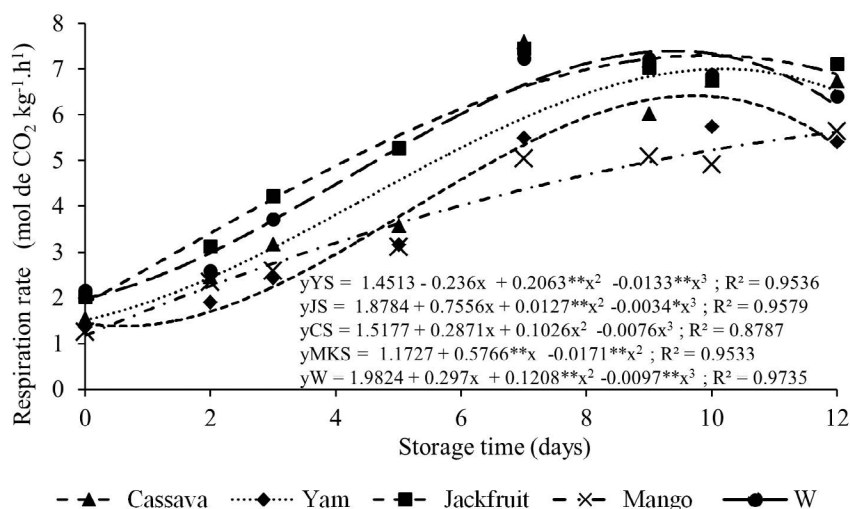 8
7
6
5
4
3
2
1
0
Respiration rate (mol de CO₂ kg⁻¹.h¹)
yYS = 1.4513 - 0.236x + 0.2063**x² -0.0133**x³ ; R² = 0.9536
yJS = 1.8784 + 0.7556x + 0.0127**x² -0.0034*x³ ; R² = 0.9579
yCS = 1.5177 + 0.2871x + 0.1026x² -0.0076x³ ; R² = 0.8787
yMKS = 1.1727 + 0.5766**x -0.0171**x² ; R² = 0.9533
yW = 1.9824 + 0.297x + 0.1208**x² -0.0097**x³ ; R² = 0.9735
0 2 4 6 8 10 12
Storage time (days)
Cassava Yam Jackfruit Mango W